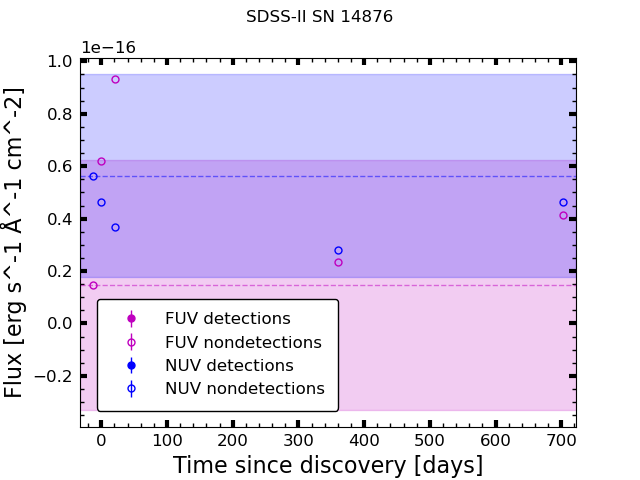 SDSS-II SN 14876
1e−16
1.0
0.8
0.6
0.4
0.2
0.0
−0.2
Flux [erg s^-1 Å^-1 cm^-2]
FUV detections
FUV nondetections
NUV detections
NUV nondetections
0 100 200 300 400 500 600 700
Time since discovery [days]